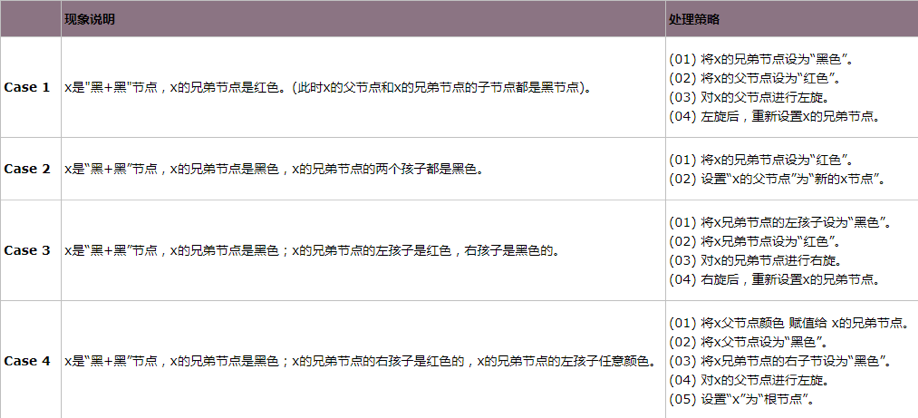 现象说明 处理策略
Case 1 x是"黑+黑"节点，x的兄弟节点是红色。(此时x的父节点和x的兄弟节点的子节点都是黑节点)。
(01) 将x的兄弟节点设为“黑色”。
(02) 将x的父节点设为“红色”。
(03) 对x的父节点进行左旋。
(04) 左旋后，重新设置x的兄弟节点。
Case 2 x是“黑+黑”节点，x的兄弟节点是黑色，x的兄弟节点的两个孩子都是黑色。
(01) 将x的兄弟节点设为“红色”。
(02) 设置“x的父节点”为“新的x节点”。
Case 3 x是“黑+黑”节点，x的兄弟节点是黑色；x的兄弟节点的左孩子是红色，右孩子是黑色的。
(01) 将x兄弟节点的左孩子设为“黑色”。
(02) 将x兄弟节点设为“红色”。
(03) 对x的兄弟节点进行右旋。
(04) 右旋后，重新设置x的兄弟节点。
Case 4 x是“黑+黑”节点，x的兄弟节点是黑色；x的兄弟节点的右孩子是红色的，x的兄弟节点的左孩子任意颜色。
(01) 将x父节点颜色 赋值给 x的兄弟节点。
(02) 将x父节点设为“黑色”。
(03) 将x兄弟节点的右子节设为“黑色”。
(04) 对x的父节点进行左旋。
(05) 设置“x”为“根节点”。